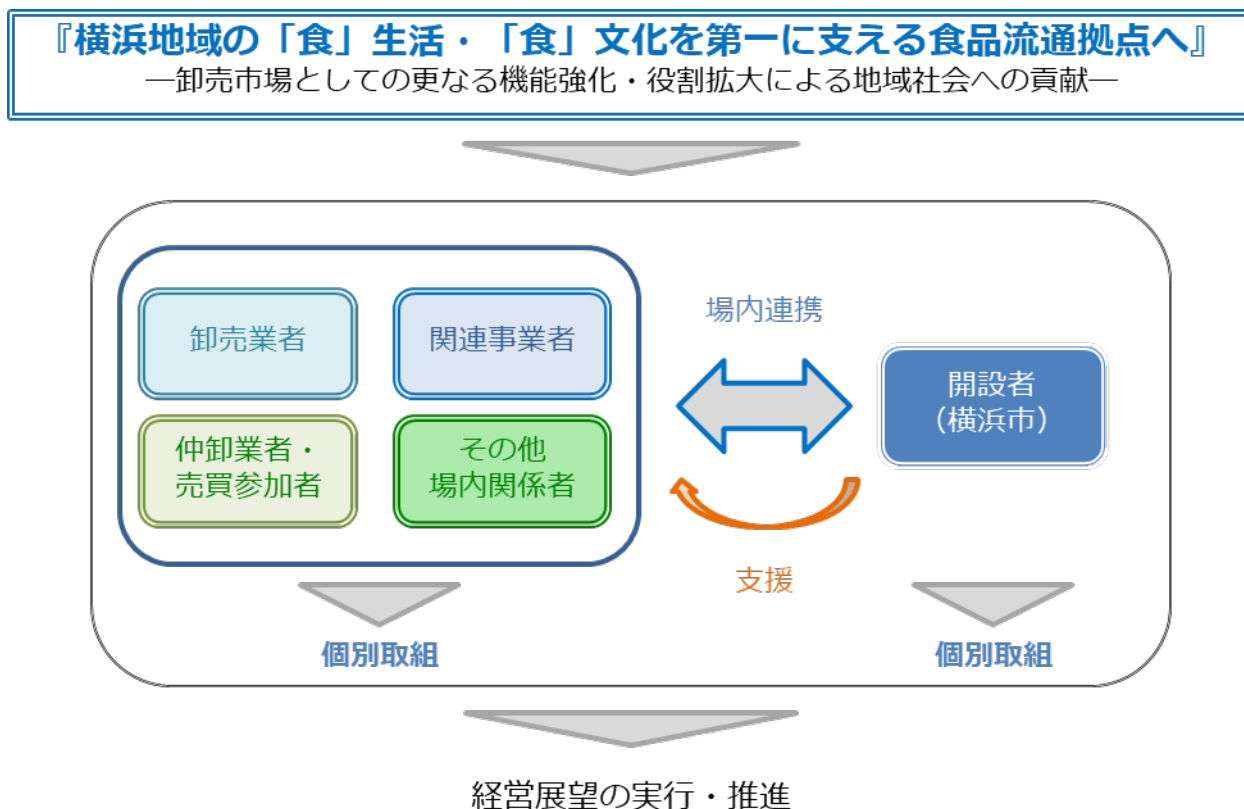 『横浜地域の「食」生活・「食」文化を第一に支える食品流通拠点へ』
―卸売市場としての更なる機能強化・役割拡大による地域社会への貢献―
卸売業者
関連事業者
仲卸業者・
売買参加者
その他
場内関係者
場内連携
開設者
(横浜市)
支援
個別取組
個別取組
経営展望の実行・推進